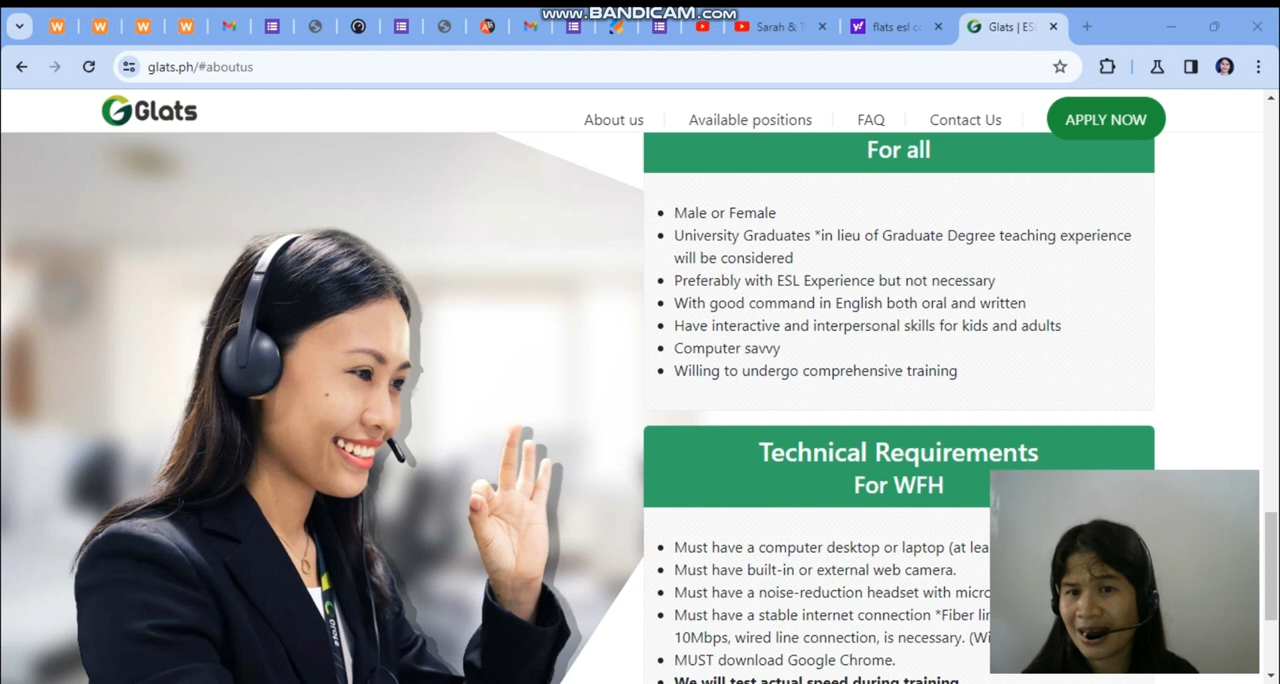 www.BANDICAM.com
Sarah & T
flats esl c
Glats | ES
glats.ph/#aboutus
Glats
About us
Available positions
FAQ
Contact Us
APPLY NOW
For all
Male or Female
University Graduates *in lieu of Graduate Degree teaching experience
will be considered
Preferably with ESL Experience but not necessary
With good command in English both oral and written
Have interactive and interpersonal skills for kids and adults
Computer savvy
Willing to undergo comprehensive training
Technical Requirements
For WFH
Must have a computer desktop or laptop (at lea
Must have built-in or external web camera.
Must have a noise-reduction headset with micro
Must have a stable internet connection *Fiber lin
10Mbps, wired line connection, is necessary. (Wi
MUST download Google Chrome.
We will test actual speed during training